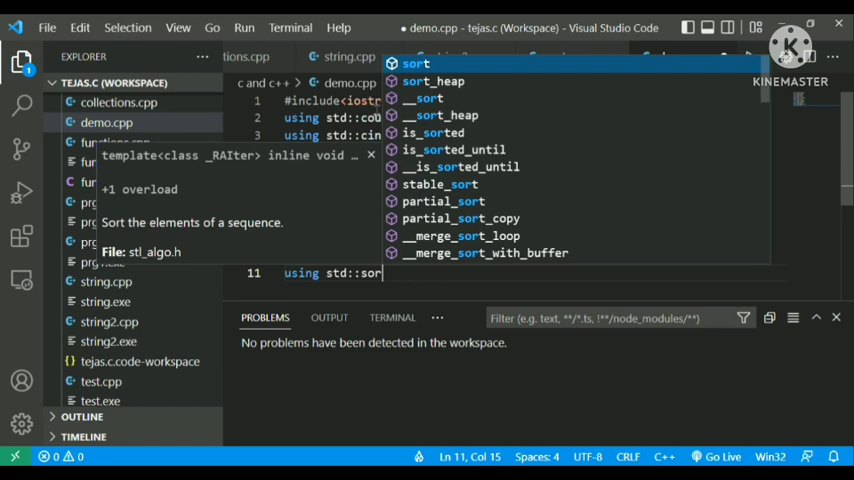 File Edit Selection View Go Run Terminal Help ● demo.cpp - tejas.c (Workspace) - Visual Studio Code
K
KINEMASTER
EXPLORER
TEJAS.C (WORKSPACE)
collections.cpp
demo.cpp
string.cpp
string.exe
string2.cpp
string2.exe
tejas.c.code-workspace
test.cpp
test.exe
OUTLINE
TIMELINE
string.cpp
c and c++ > demo.cpp
1 #include<iostr
2 using std::cou
3 using std::cin
11 using std::sor
template<class _RAIter> inline void …
+1 overload
Sort the elements of a sequence.
File: stl_algo.h
sort
sort_heap
__sort
__sort_heap
is_sorted
is_sorted_until
__is_sorted_until
stable_sort
partial_sort
partial_sort_copy
__merge_sort_loop
__merge_sort_with_buffer
PROBLEMS OUTPUT TERMINAL
Filter (e.g. text, **/*.ts, !**/node_modules/**)
No problems have been detected in the workspace.
0 0 Ln 11, Col 15 Spaces: 4 UTF-8 CRLF C++ Go Live Win32